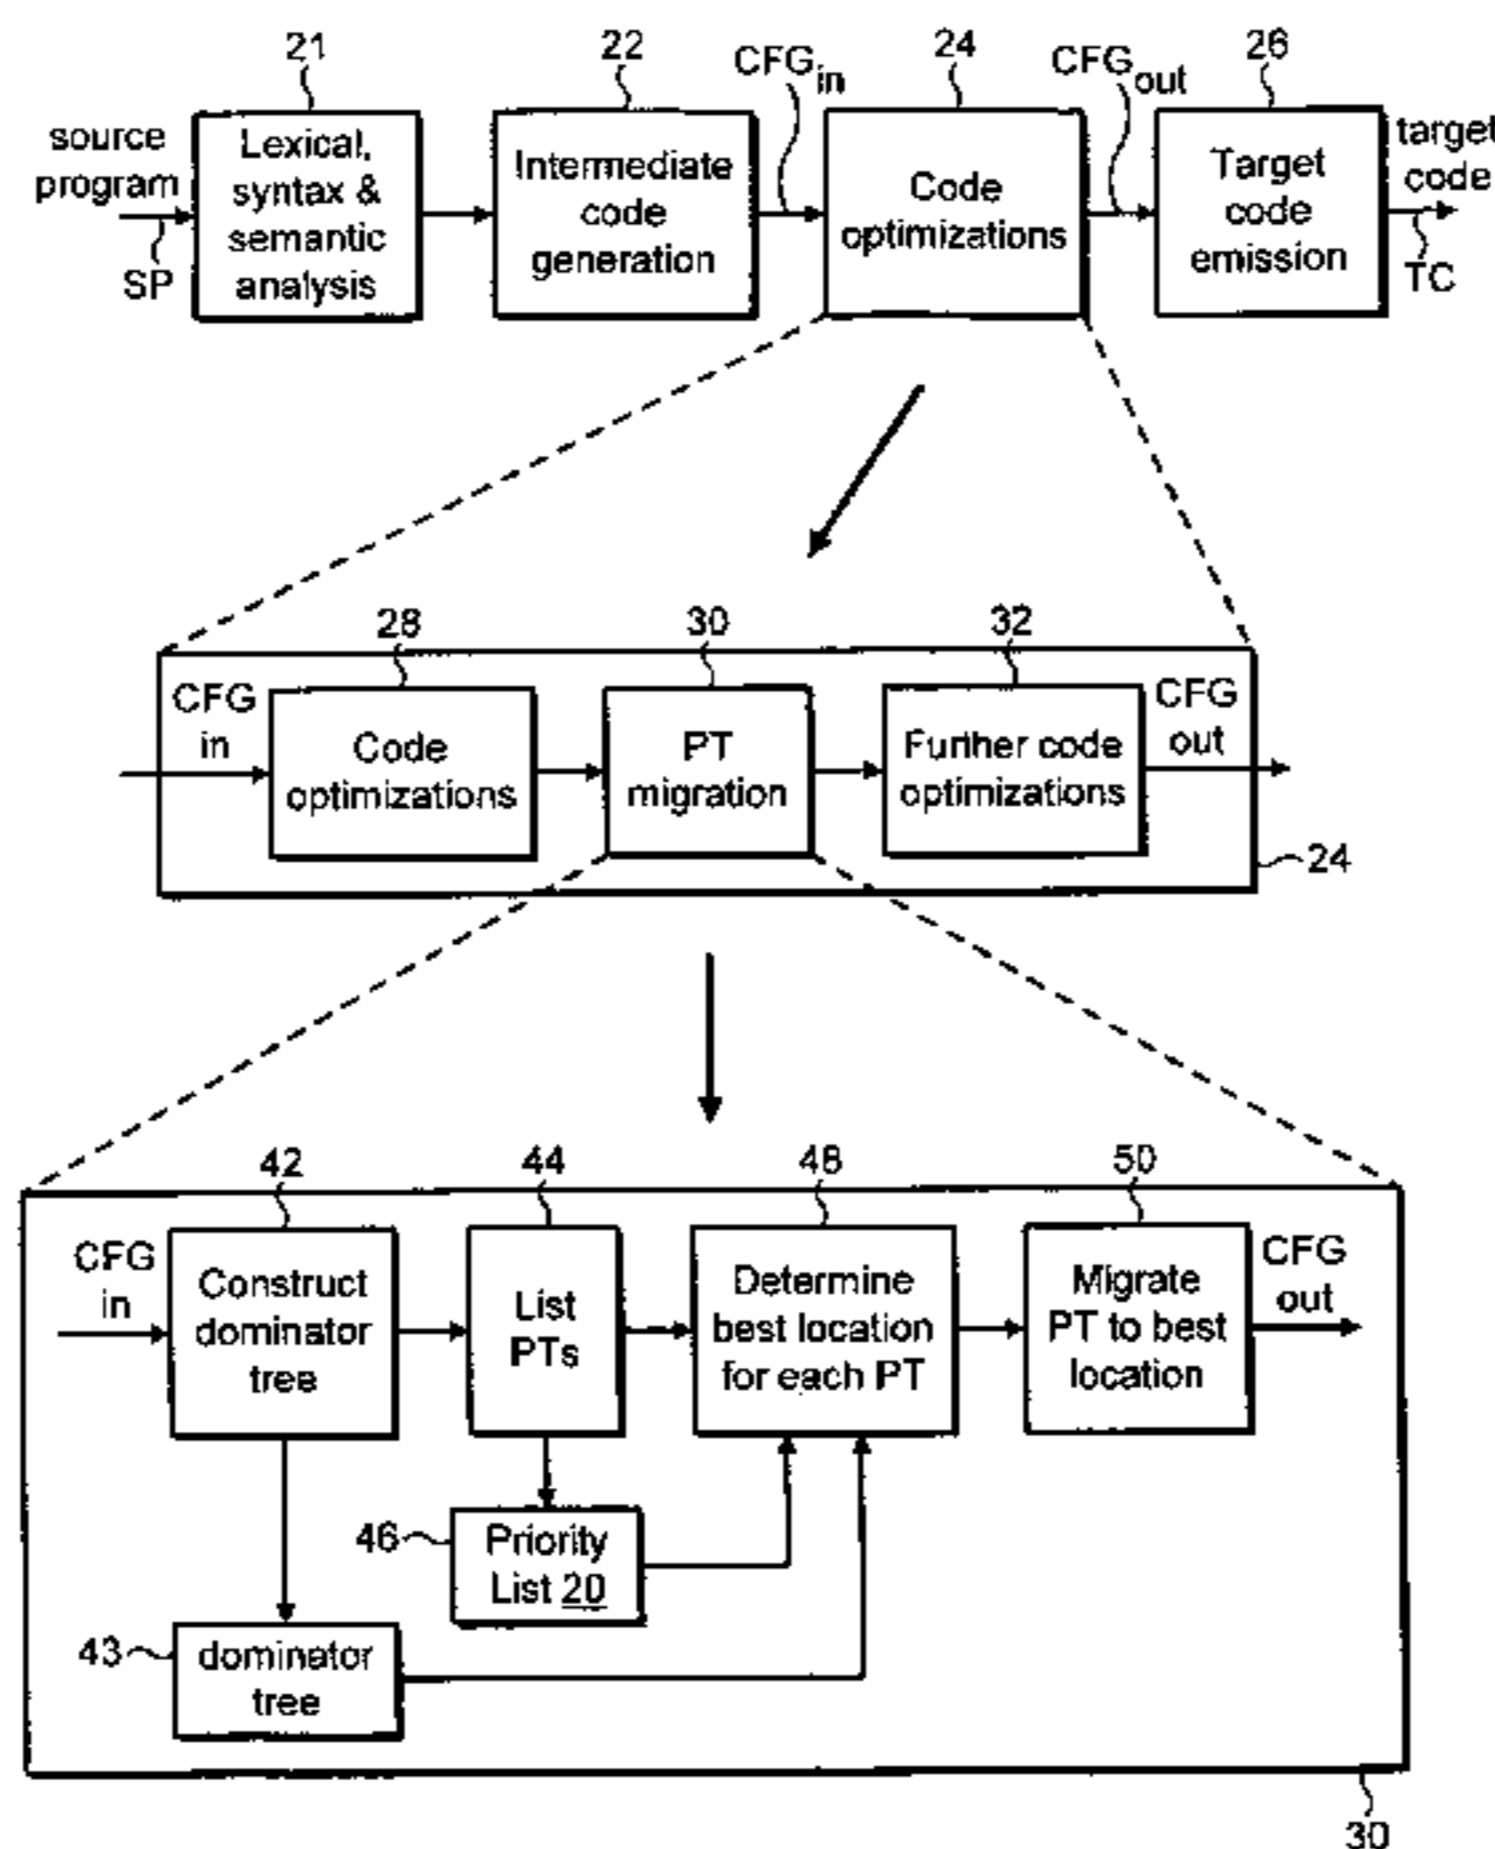 21
22
CFGin
24
CFGout
26
source
program
SP
Lexical,
syntax &
semantic
analysis
Intermediate
code
generation
Code
optimizations
Target
code
emission
target
code
TC
28
30
32
CFG
in
Code
optimizations
PT
migration
Further code
optimizations
CFG
out
24
42
44
48
50
CFG
in
Construct
dominator
tree
List
PTs
Determine
best location
for each PT
Migrate
PT to best
location
CFG
out
46
Priority
List 20
43
dominator
tree
30